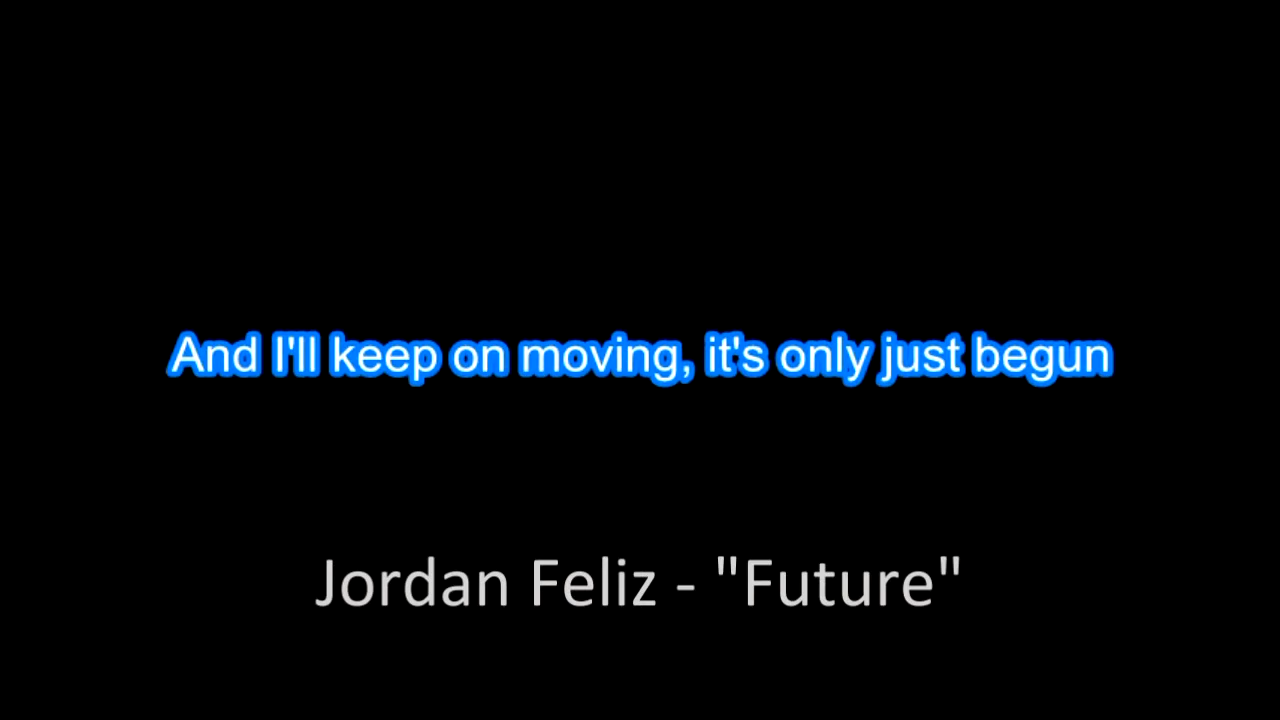 And I'll keep on moving, it's only just begun
Jordan Feliz - "Future"